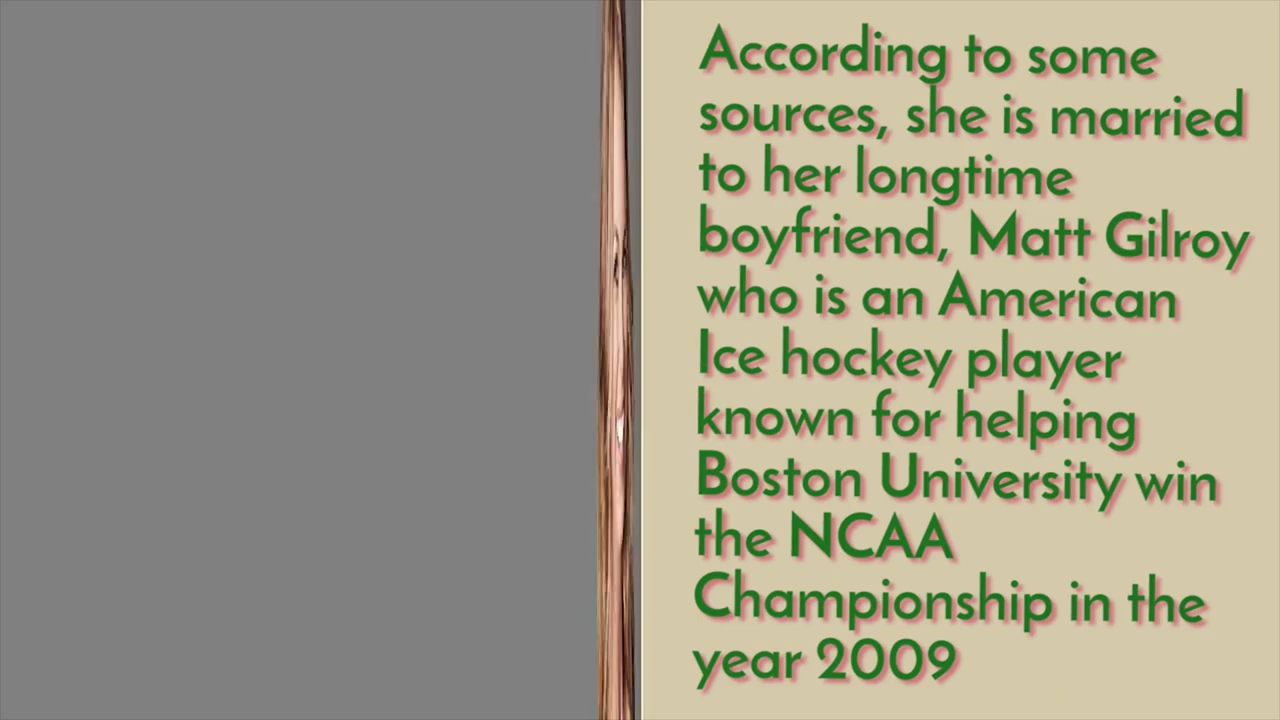 According to some
sources, she is married
to her longtime
boyfriend, Matt Gilroy
who is an American
Ice hockey player
known for helping
Boston University win
the NCAA
Championship in the
year 2009